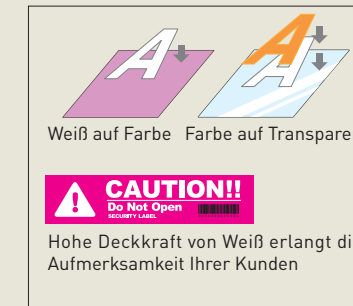 Weiß auf Farbe Farbe auf Transpare
CAUTION!!
Do Not Open
SECURITY LABEL
Hohe Deckkraft von Weiß erlangt di
Aufmerksamkeit Ihrer Kunden